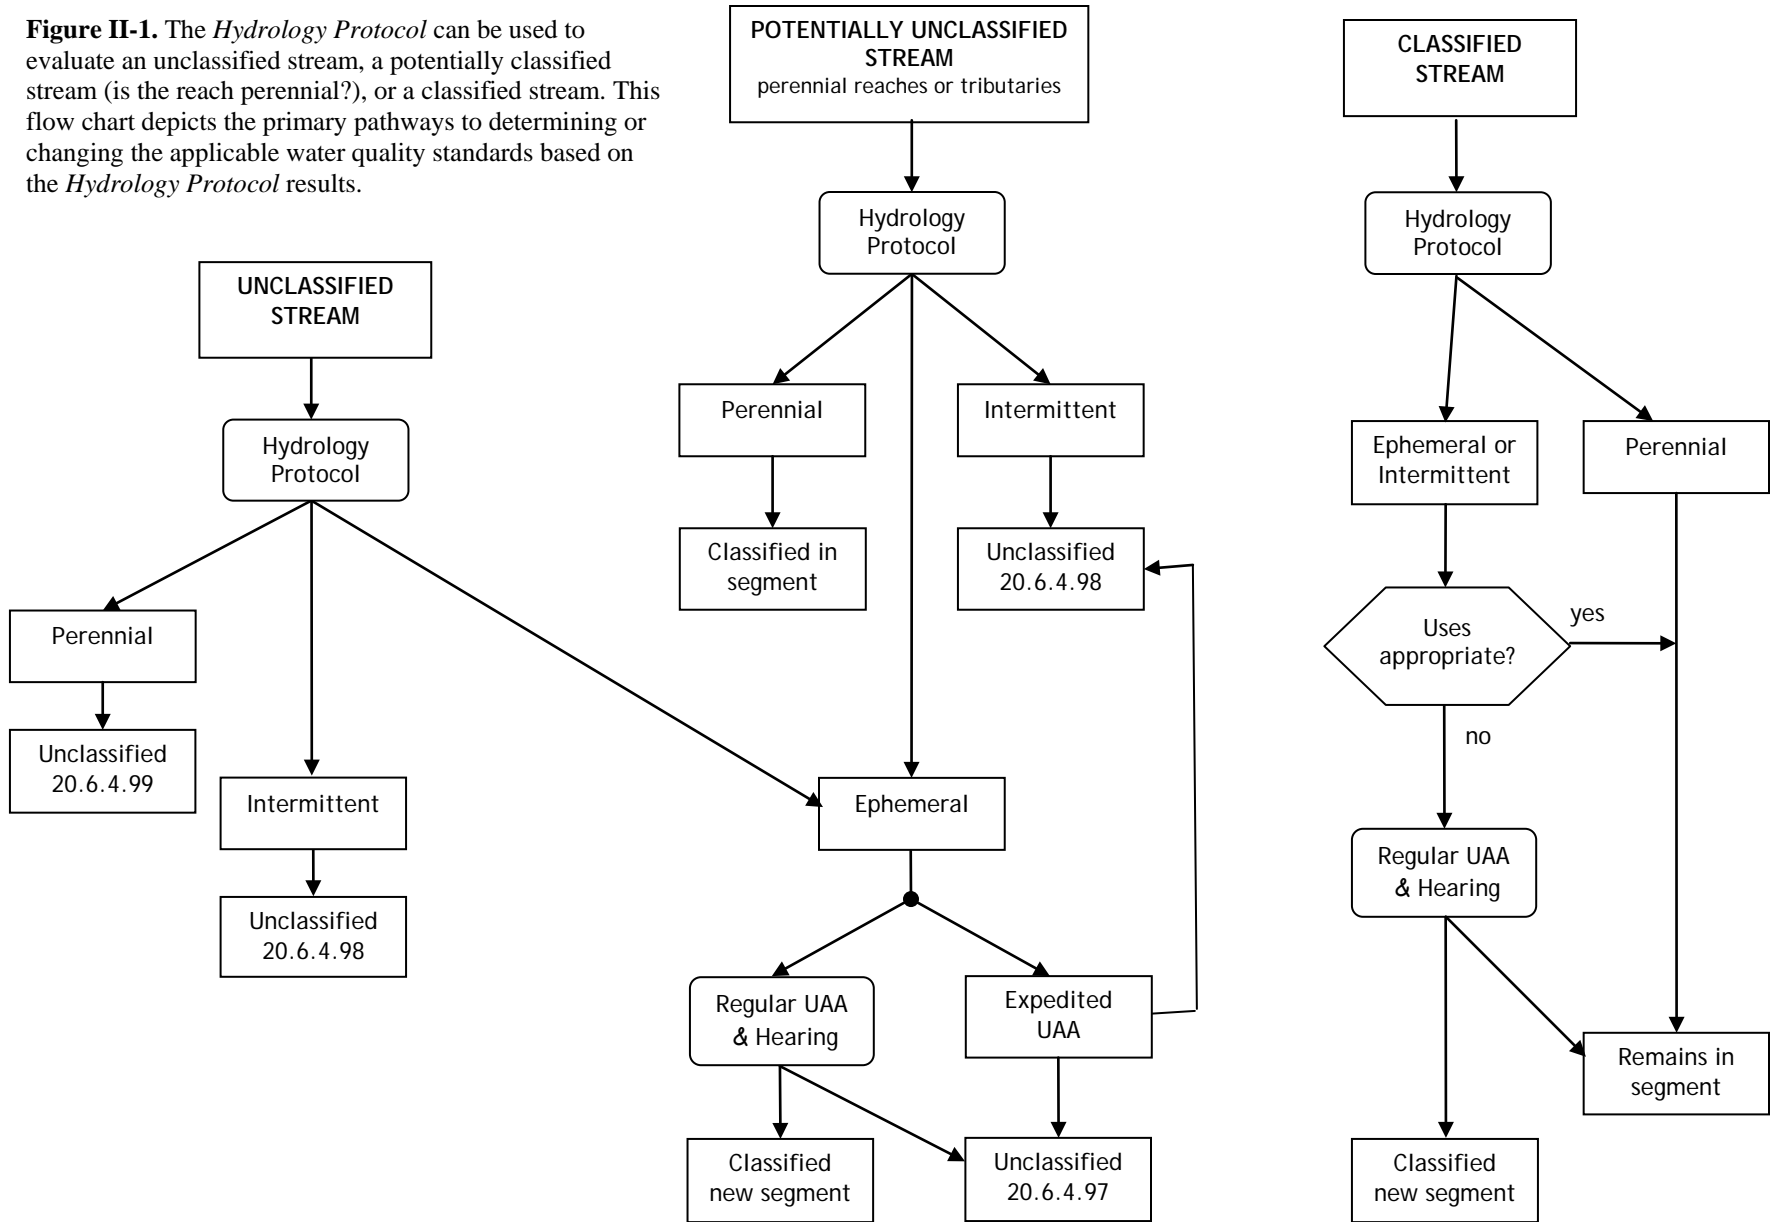 Figure II-1. The Hydrology Protocol can be used to
evaluate an unclassified stream, a potentially classified
stream (is the reach perennial?), or a classified stream. This
flow chart depicts the primary pathways to determining or
changing the applicable water quality standards based on
the Hydrology Protocol results.
UNCLASSIFIED
STREAM
Hydrology
Protocol
Perennial
Unclassified
20.6.4.99
Intermittent
Unclassified
20.6.4.98
POTENTIALLY UNCLASSIFIED
STREAM
perennial reaches or tributaries
Hydrology
Protocol
Perennial
Classified in
segment
Intermittent
Unclassified
20.6.4.98
Ephemeral
Regular UAA
& Hearing
Expedited
UAA
Classified
new segment
Unclassified
20.6.4.97
CLASSIFIED
STREAM
Hydrology
Protocol
Ephemeral or
Intermittent
Perennial
Uses
appropriate?
yes
no
Regular UAA
& Hearing
Remains in
segment
Classified
new segment